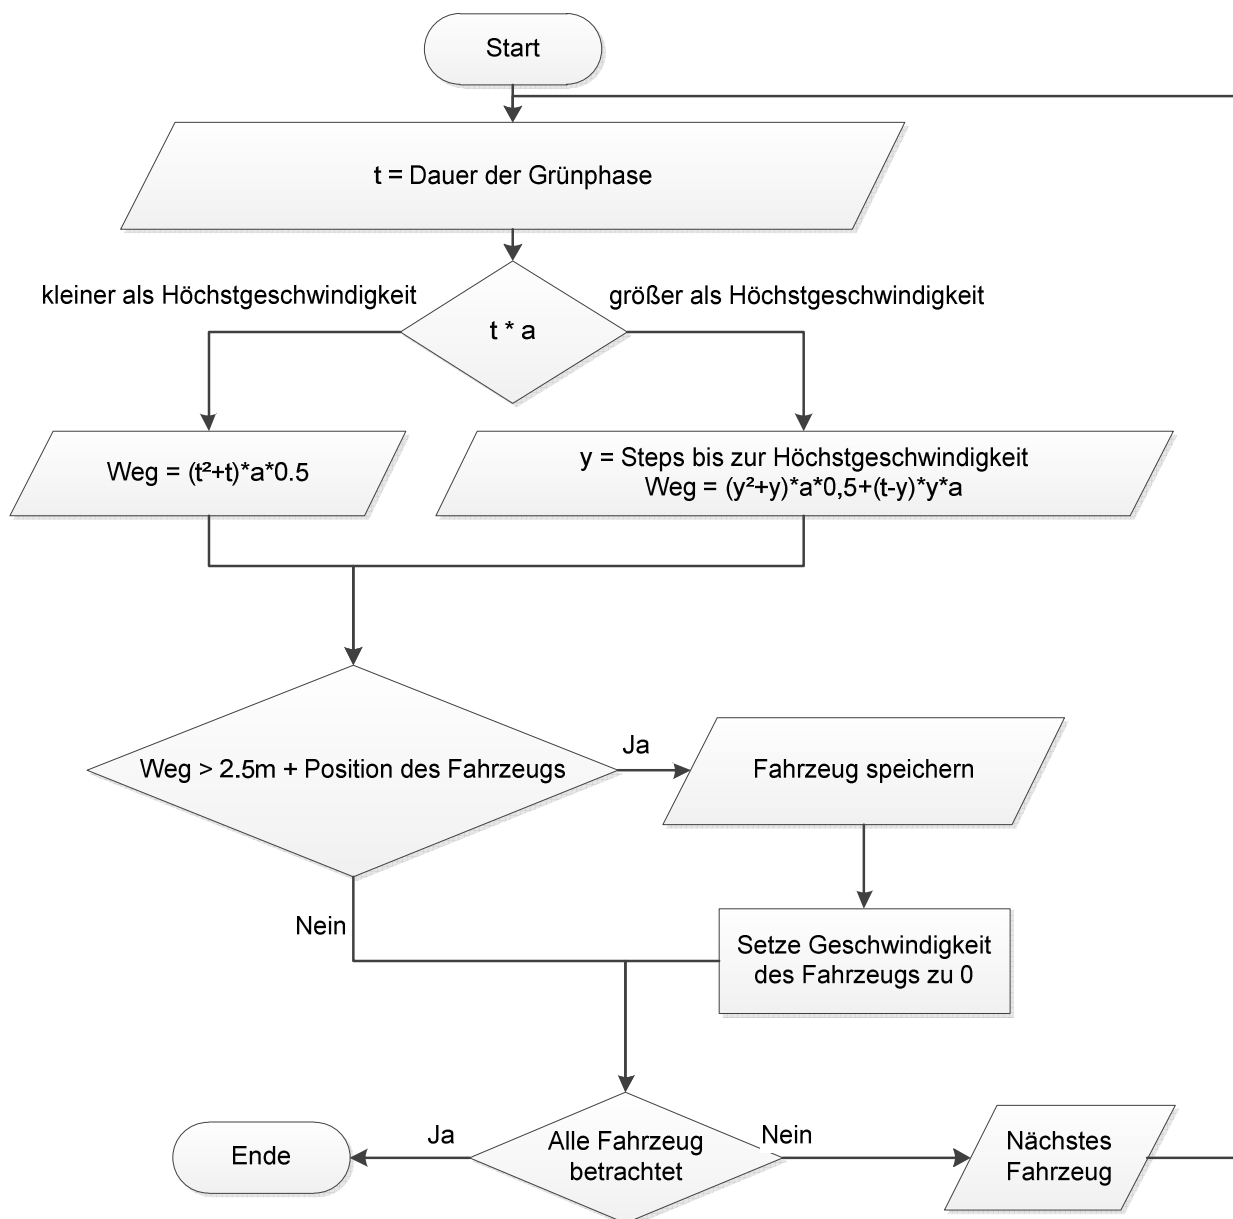 Start
t = Dauer der Grünphase
kleiner als Höchstgeschwindigkeit
größer als Höchstgeschwindigkeit
t * a
Weg = (t²+t)*a*0.5
y = Steps bis zur Höchstgeschwindigkeit
Weg = (y²+y)*a*0,5+(t-y)*y*a
Weg > 2.5m + Position des Fahrzeugs
Ja
Fahrzeug speichern
Nein
Setze Geschwindigkeit
des Fahrzeugs zu 0
Ende
Ja
Alle Fahrzeug
betrachtet
Nein
Nächstes
Fahrzeug